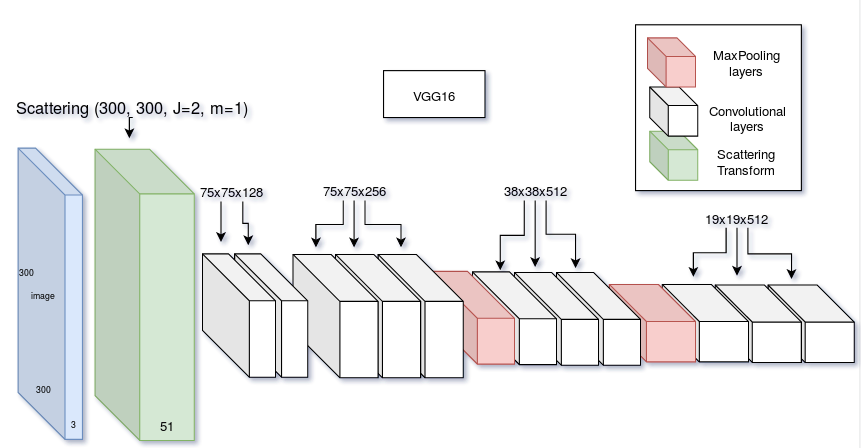 VGG16
MaxPooling
layers
Convolutional
layers
Scattering
Transform
Scattering (300, 300, J=2, m=1)
75x75x128
75x75x256
38x38x512
19x19x512
300
image
300
3
51